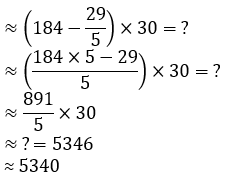 ≈ (184 − 29/5) × 30 = ?
≈ ((184 × 5 − 29)/5) × 30 = ?
≈ 891/5 × 30
≈ ? = 5346
≈ 5340